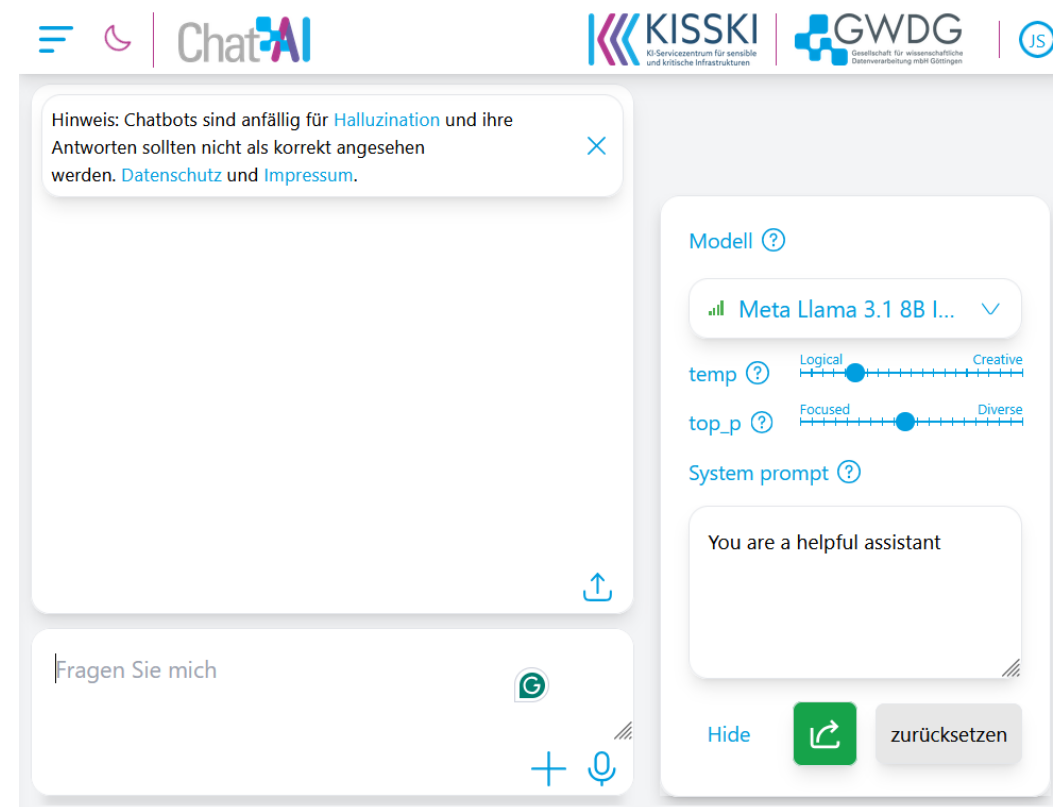 Chat AI
KISSKI
KI-Servicezentrum für sensible
und kritische Infrastrukturen
GWDG
Gesellschaft für wissenschaftliche
Datenverarbeitung mbH Göttingen
JS
Hinweis: Chatbots sind anfällig für Halluzination und ihre
Antworten sollten nicht als korrekt angesehen
werden. Datenschutz und Impressum.
Fragen Sie mich
G
Modell ?
Meta Llama 3.1 8B I...
temp ?
Logical Creative
top_p ?
Focused Diverse
System prompt ?
You are a helpful assistant
Hide
zurücksetzen